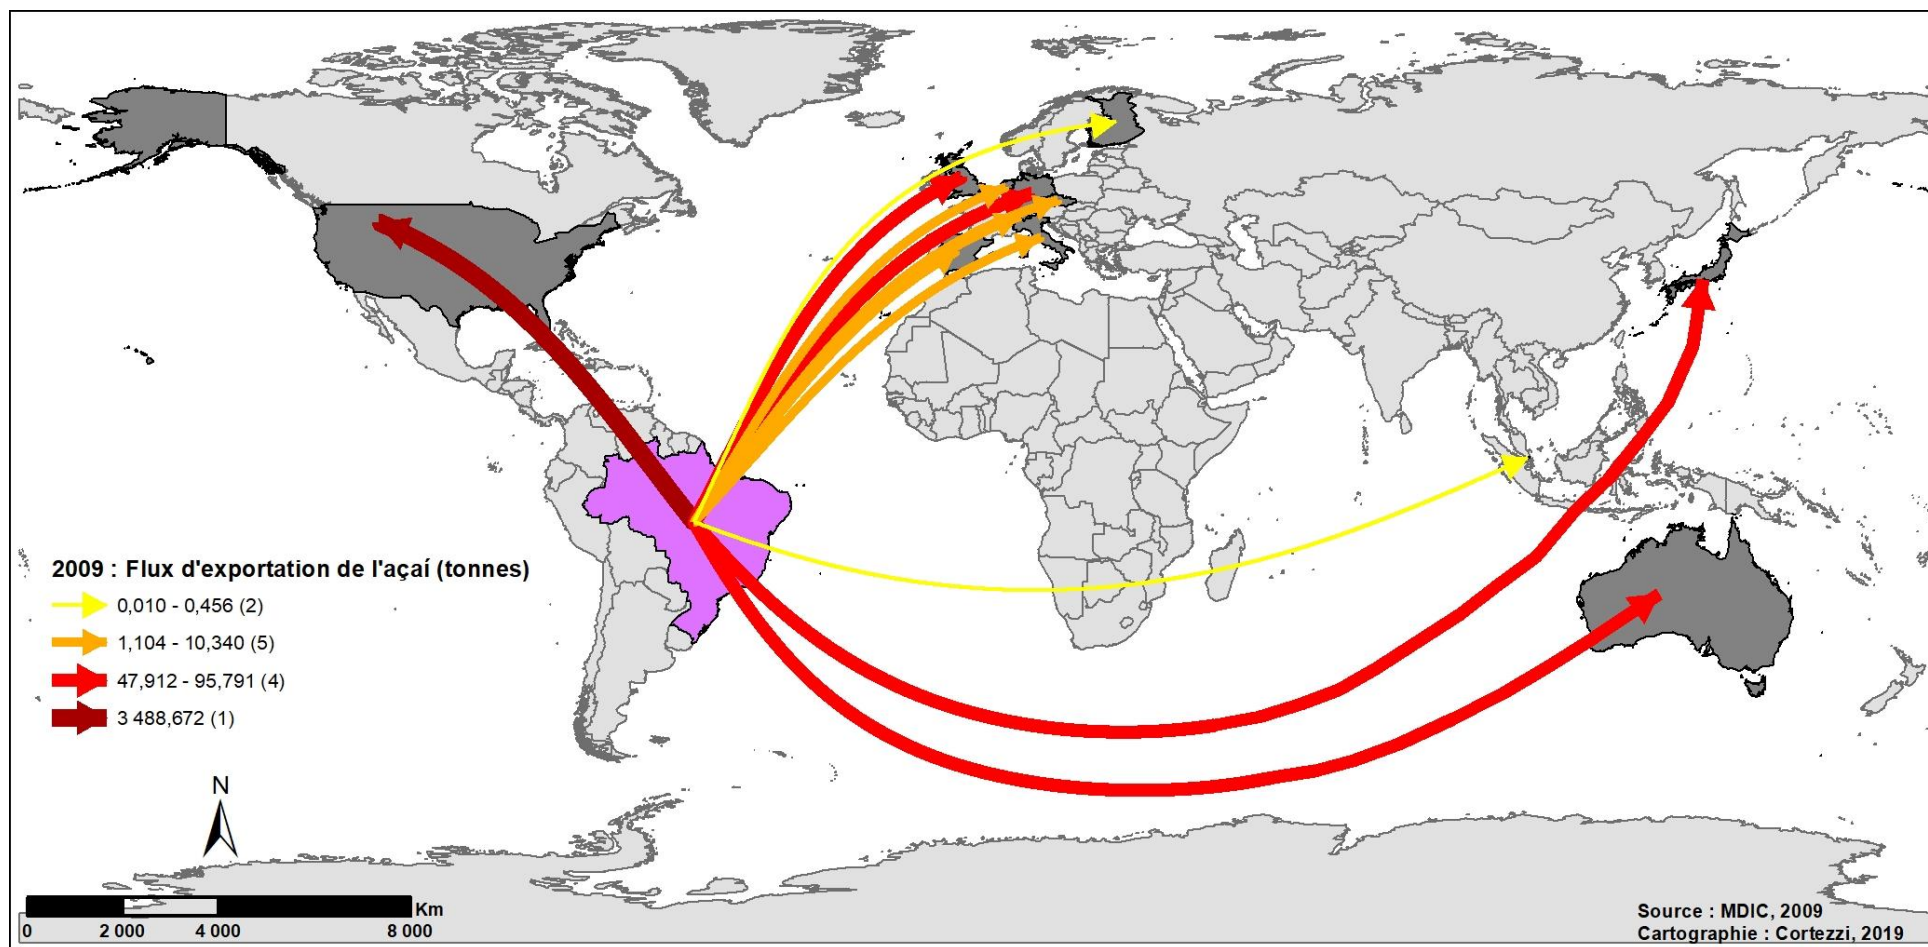 2009 : Flux d'exportation de l'açaí (tonnes)
0,010 - 0,456 (2)
1,104 - 10,340 (5)
47,912 - 95,791 (4)
3 488,672 (1)
N
Km
0 2 000 4 000 8 000
Source : MDIC, 2009
Cartographie : Cortezzi, 2019